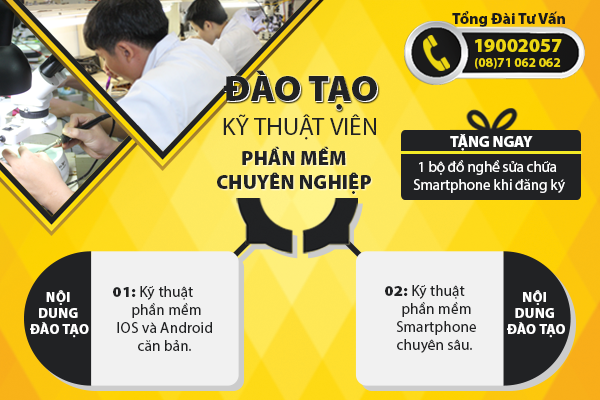 Tổng Đài Tư Vấn
19002057
(08)71 062 062
ĐÀO TẠO
KỸ THUẬT VIÊN
PHẦN MỀM
CHUYÊN NGHIỆP
TẶNG NGAY
1 bộ đồ nghề sửa chữa
Smartphone khi đăng ký
NỘI
DUNG
ĐÀO TẠO
01: Kỹ thuật
phần mềm
IOS và Android
căn bản.
02: Kỹ thuật
phần mềm
Smartphone
chuyên sâu.
NỘI
DUNG
ĐÀO TẠO